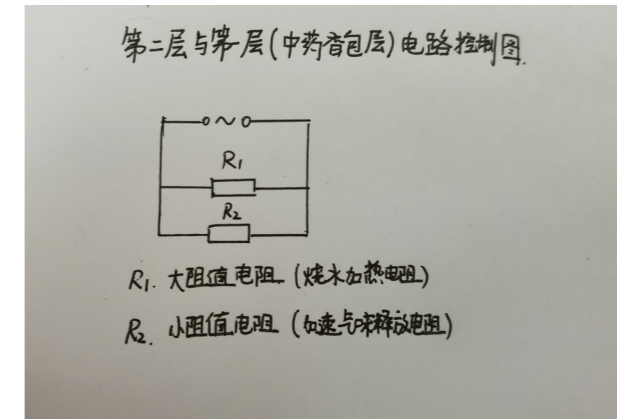 第二层与第一层(中药香包层)电路控制图.
~
R₁
R₂
R₁. 大阻值电阻 (烧水加热电阻)
R₂. 小阻值电阻 (加速气味释放电阻)